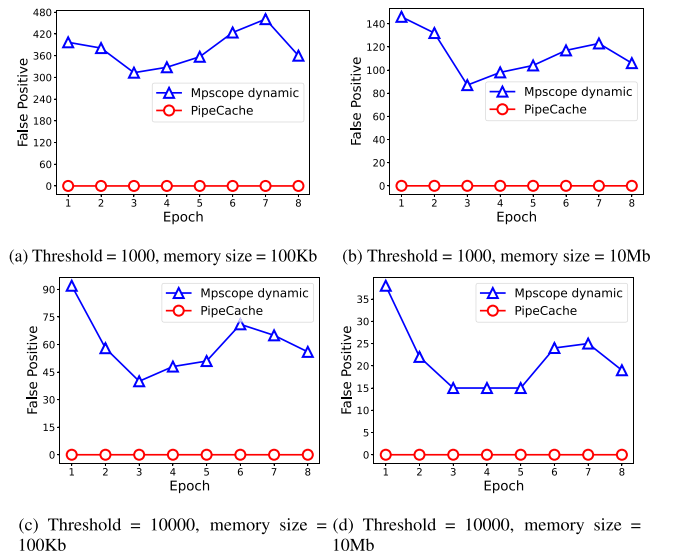 480
420
360
300
240
180
120
60
0
False Positive
Mpscope dynamic
PipeCache
1 2 3 4 5 6 7 8
Epoch
(a) Threshold = 1000, memory size = 100Kb
140
120
100
80
60
40
20
0
False Positive
Mpscope dynamic
PipeCache
1 2 3 4 5 6 7 8
Epoch
(b) Threshold = 1000, memory size = 10Mb
90
75
60
45
30
15
0
False Positive
Mpscope dynamic
PipeCache
1 2 3 4 5 6 7 8
Epoch
(c) Threshold = 10000, memory size =
100Kb
35
30
25
20
15
10
5
0
False Positive
Mpscope dynamic
PipeCache
1 2 3 4 5 6 7 8
Epoch
(d) Threshold = 10000, memory size =
10Mb